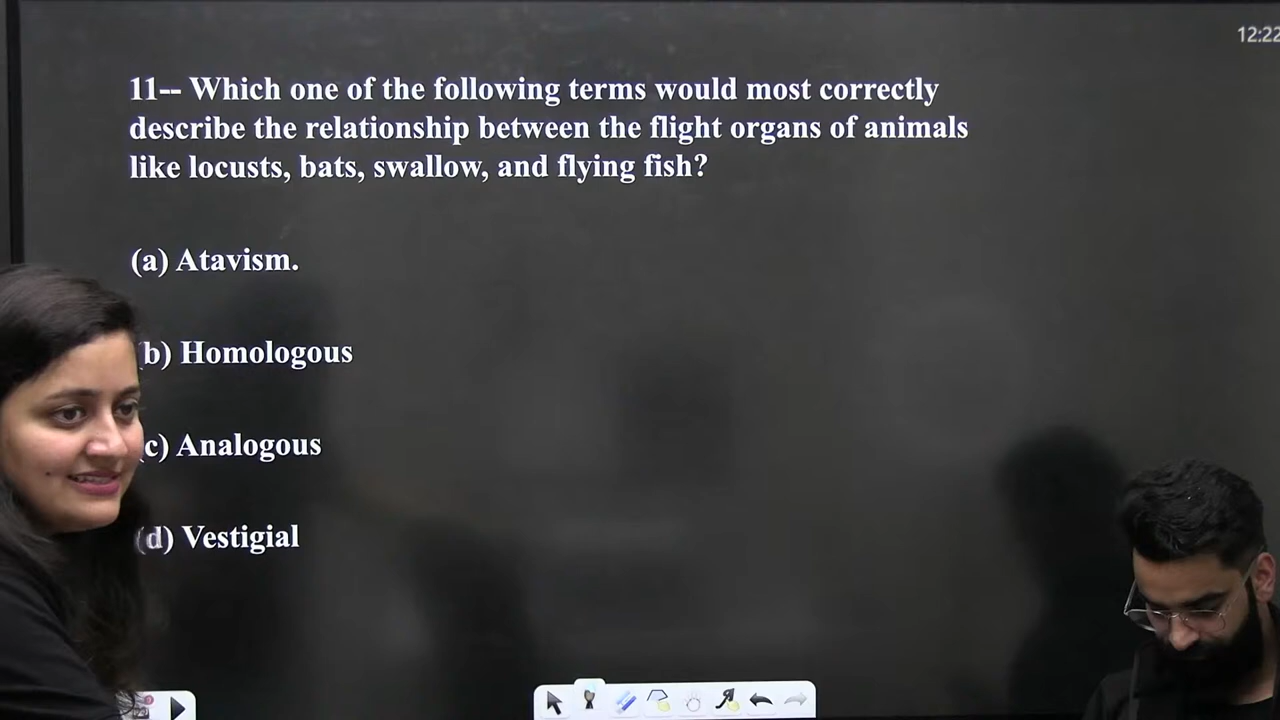 12:22
11-- Which one of the following terms would most correctly
describe the relationship between the flight organs of animals
like locusts, bats, swallow, and flying fish?
(a) Atavism.
(b) Homologous
(c) Analogous
(d) Vestigial